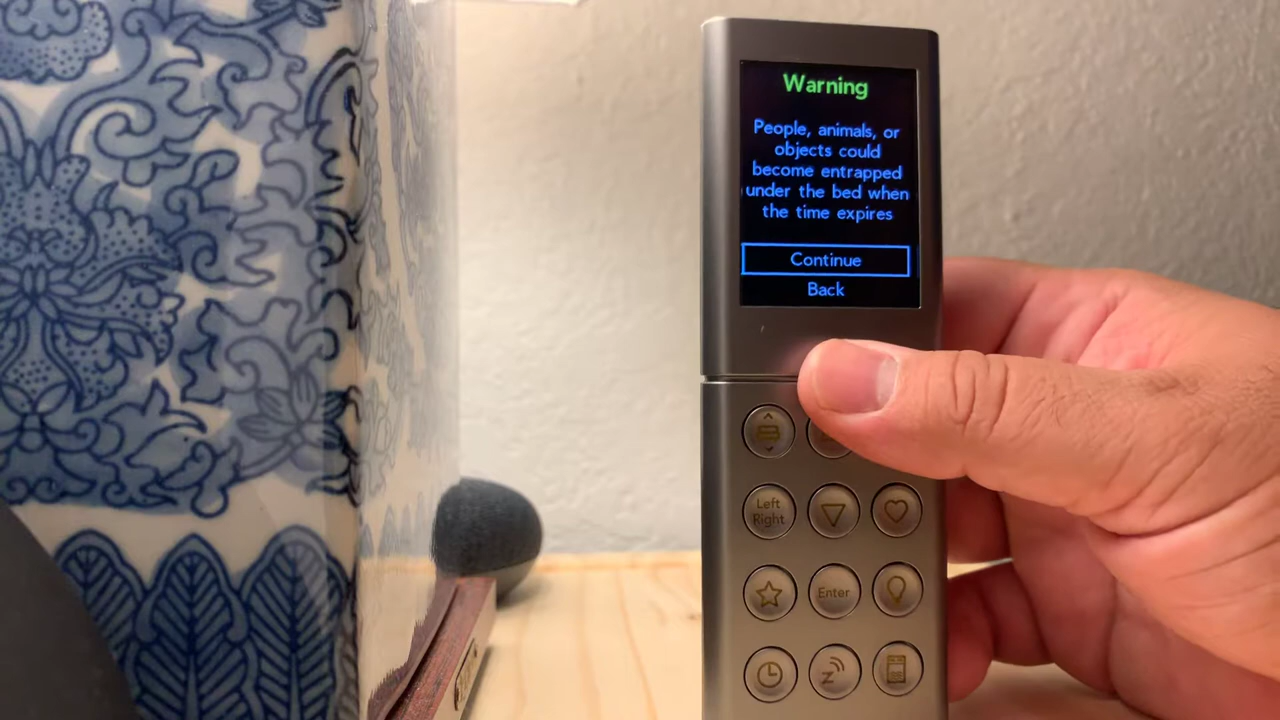 Warning
People, animals, or
objects could
become entrapped
under the bed when
the time expires
Continue
Back
Left
Right
Enter